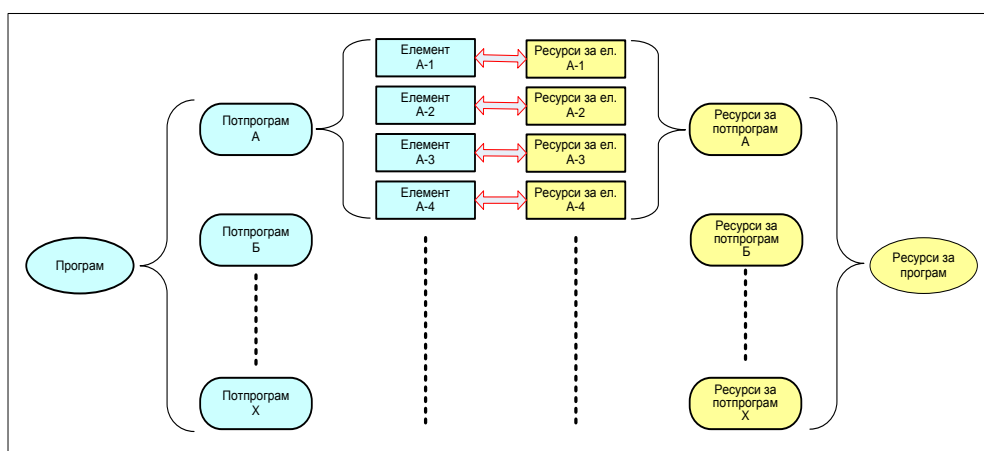 Елемент
А-1
Ресурси за ел.
А-1
Елемент
А-2
Ресурси за ел.
А-2
Елемент
А-3
Ресурси за ел.
А-3
Елемент
А-4
Ресурси за ел.
А-4
Потпрограм
А
Ресурси за
потпрограм
А
Потпрограм
Б
Ресурси за
потпрограм
Б
Програм
Ресурси за
програм
Потпрограм
Х
Ресурси за
потпрограм
Х